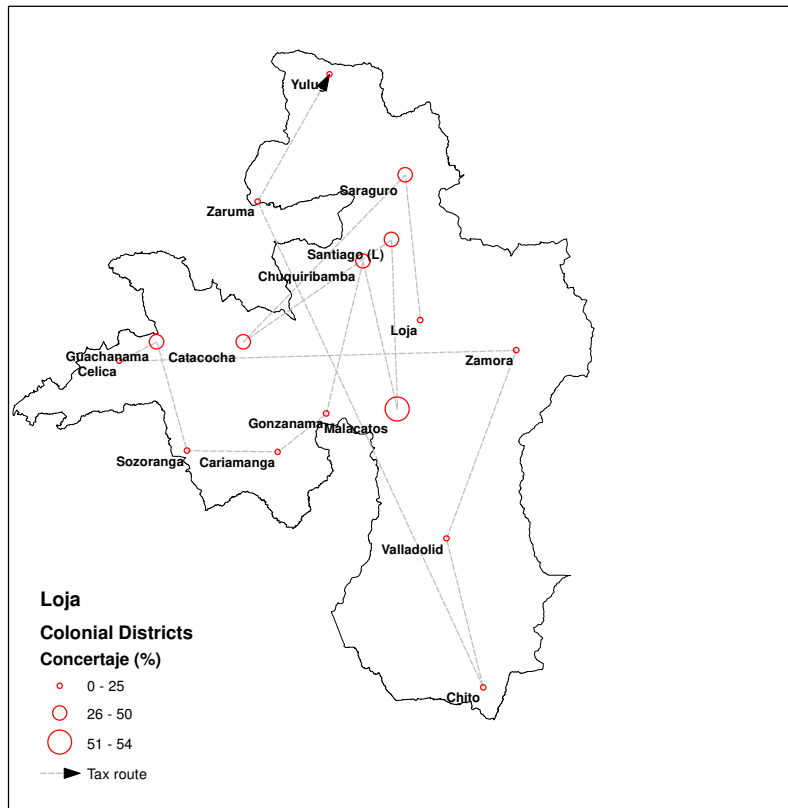 Yulug
Saraguro
Zaruma
Santiago (L)
Chuquiribamba
Loja
Guachanama
Catacocha
Zamora
Celica
Gonzanama
Malacatos
Sozoranga
Cariamanga
Valladolid
Chito
Loja
Colonial Districts
Concertaje (%)
0 - 25
26 - 50
51 - 54
Tax route